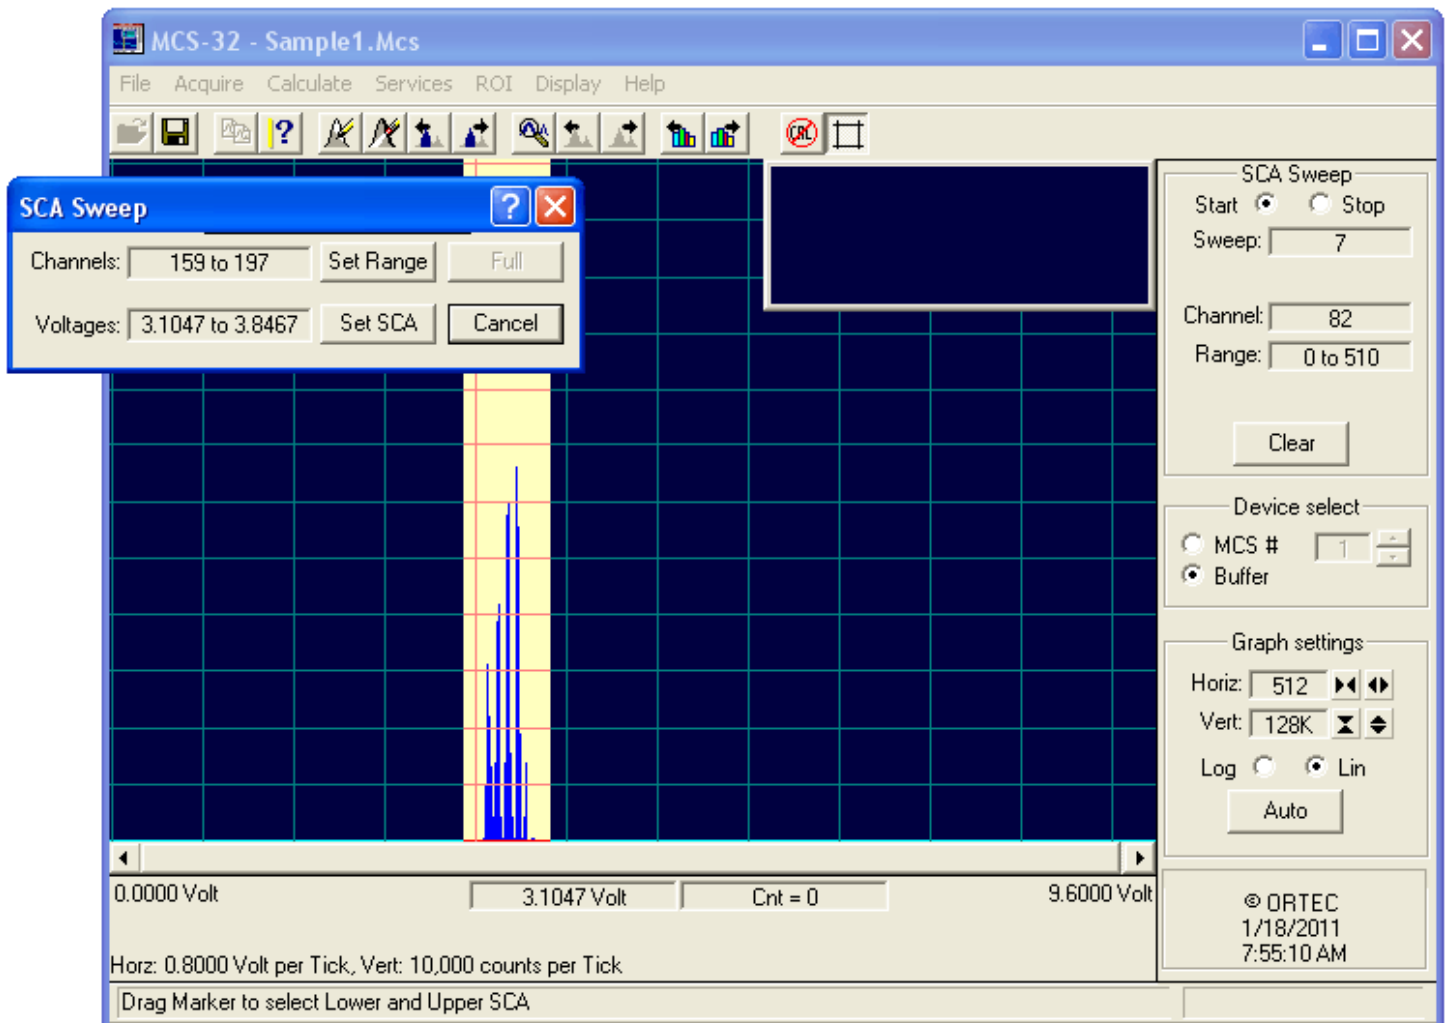 MCS-32 - Sample1.Mcs
File Acquire Calculate Services ROI Display Help
SCA Sweep
Channels: 159 to 197 Set Range Full
Voltages: 3.1047 to 3.8467 Set SCA Cancel
SCA Sweep
Start Stop
Sweep: 7
Channel: 82
Range: 0 to 510
Clear
Device select
MCS # 1
Buffer
Graph settings
Horiz: 512
Vert: 128K
Log Lin
Auto
0.0000 Volt 3.1047 Volt Cnt = 0 9.6000 Volt
Horz: 0.8000 Volt per Tick, Vert: 10,000 counts per Tick
© ORTEC
1/18/2011
7:55:10 AM
Drag Marker to select Lower and Upper SCA